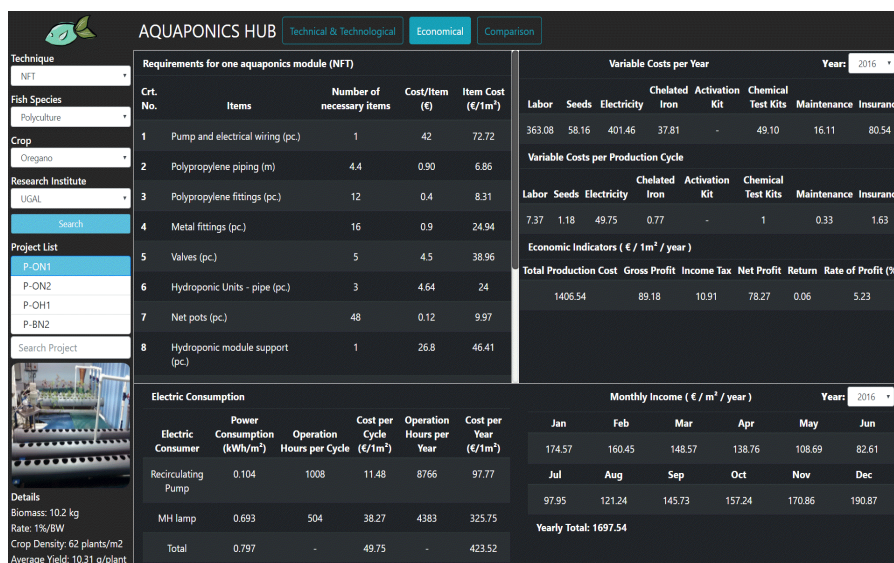 AQUAPONICS HUB Technical & Technological Economical Comparison
Technique
NFT
Fish Species
Polyculture
Crop
Oregano
Research Institute
UGAL
Search
Project List
P-ON1
P-ON2
P-OH1
P-BN2
Search Project
Details
Biomass: 10.2 kg
Rate: 1%/BW
Crop Density: 62 plants/m2
Average Yield: 10.31 g/plant
Requirements for one aquaponics module (NFT)
Crt. No. Items Number of necessary items Cost/Item (€) Item Cost (€/1m²)
1 Pump and electrical wiring (pc.) 1 42 72.72
2 Polypropylene piping (m) 4.4 0.90 6.86
3 Polypropylene fittings (pc.) 12 0.4 8.31
4 Metal fittings (pc.) 16 0.9 24.94
5 Valves (pc.) 5 4.5 38.96
6 Hydroponic Units - pipe (pc.) 3 4.64 24
7 Net pots (pc.) 48 0.12 9.97
8 Hydroponic module support (pc.) 1 26.8 46.41
Variable Costs per Year Year: 2016
Labor Seeds Electricity Chelated Iron Activation Kit Chemical Test Kits Maintenance Insuranc
363.08 58.16 401.46 37.81 - 49.10 16.11 80.54
Variable Costs per Production Cycle
Labor Seeds Electricity Chelated Iron Activation Kit Chemical Test Kits Maintenance Insuranc
7.37 1.18 49.75 0.77 - 1 0.33 1.63
Economic Indicators ( € / 1m² / year )
Total Production Cost Gross Profit Income Tax Net Profit Return Rate of Profit (%
1406.54 89.18 10.91 78.27 0.06 5.23
Electric Consumption
Electric Consumer Power Consumption (kWh/m²) Operation Hours per Cycle Cost per Cycle (€/1m²) Operation Hours per Year Cost per Year (€/1m²)
Recirculating Pump 0.104 1008 11.48 8766 97.77
MH lamp 0.693 504 38.27 4383 325.75
Total 0.797 - 49.75 - 423.52
Monthly Income ( € / m² / year ) Year: 2016
Jan Feb Mar Apr May Jun
174.57 160.45 148.57 138.76 108.69 82.61
Jul Aug Sep Oct Nov Dec
97.95 121.24 145.73 157.24 170.86 190.87
Yearly Total: 1697.54